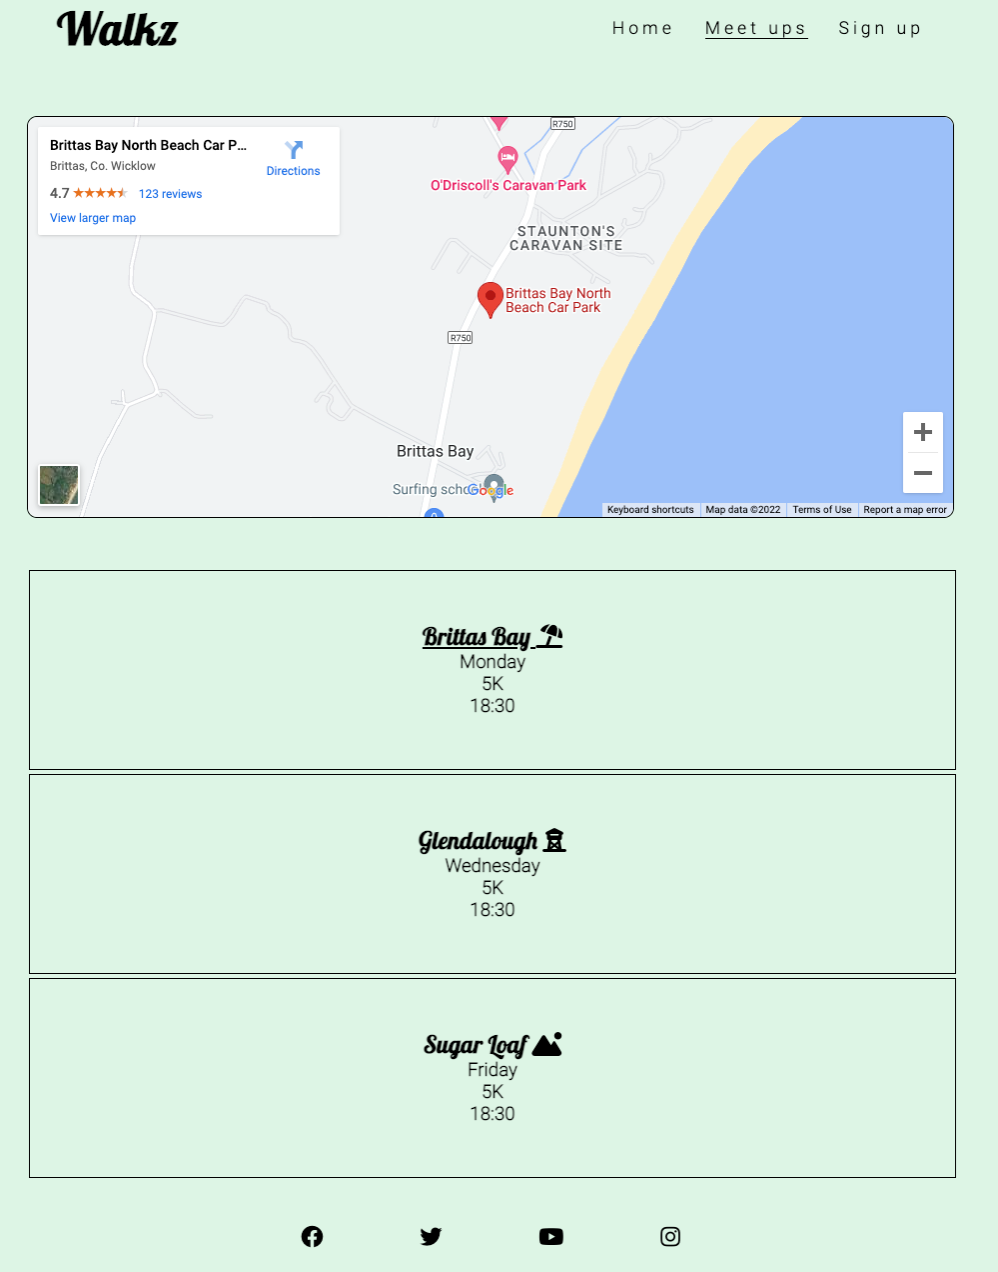 Walkz
Home Meet ups Sign up
Brittas Bay North Beach Car P...
Brittas, Co. Wicklow
Directions
4.7 123 reviews
View larger map
R750
O'Driscoll's Caravan Park
STAUNTON'S
CARAVAN SITE
Brittas Bay North
Beach Car Park
R750
Brittas Bay
Surfing scho
Google
Keyboard shortcuts Map data ©2022 Terms of Use Report a map error
Brittas Bay
Monday
5K
18:30
Glendalough
Wednesday
5K
18:30
Sugar Loaf
Friday
5K
18:30